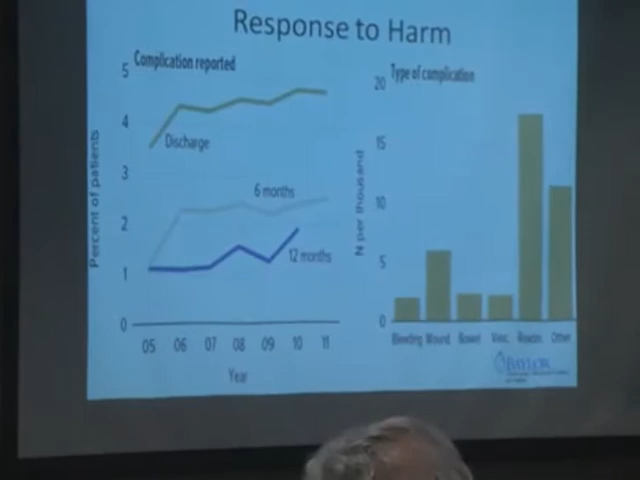 Response to Harm
Complication reported
5
4
3
2
1
0
Percent of patients
Discharge
6 months
12 months
05 06 07 08 09 10 11
Year
Type of complication
20
15
10
5
0
N per thousand
Bleeding Wound Bowel Vasc. Readm. Other
BAYLOR